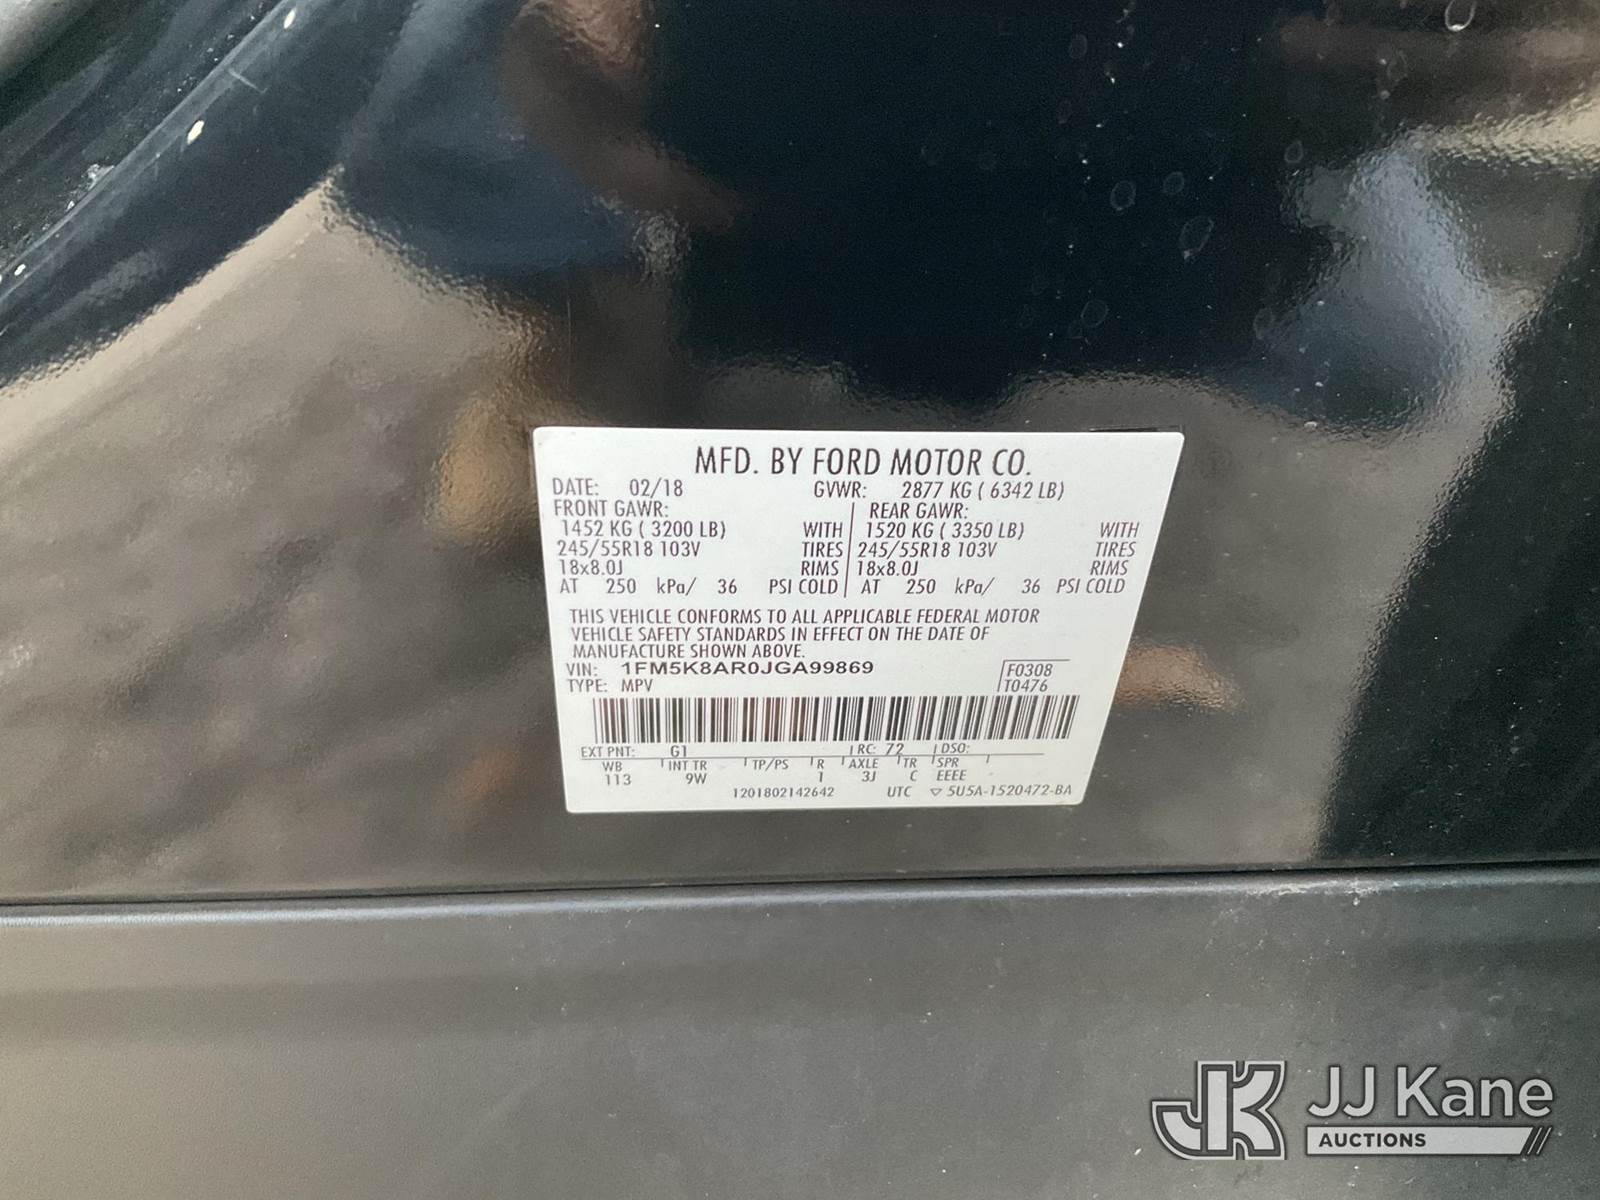 MFD. BY FORD MOTOR CO.
DATE: 02/18 GVWR: 2877 KG ( 6342 LB)
FRONT GAWR: REAR GAWR:
1452 KG ( 3200 LB) WITH 1520 KG ( 3350 LB) WITH
245/55R18 103V TIRES 245/55R18 103V TIRES
18x8.0J RIMS 18x8.0J RIMS
AT 250 kPa/ 36 PSI COLD AT 250 kPa/ 36 PSI COLD
THIS VEHICLE CONFORMS TO ALL APPLICABLE FEDERAL MOTOR
VEHICLE SAFETY STANDARDS IN EFFECT ON THE DATE OF
MANUFACTURE SHOWN ABOVE.
VIN: 1FM5K8AR0JGA99869 F0308
TYPE: MPV T0476
EXT PNT: G1 RC: 72 DSO:
WB INT TR TP/PS R AXLE TR SPR
113 9W 1 3J C EEEE
1201802142642 UTC ▽ 5U5A-1520472-BA
JK JJ Kane
AUCTIONS